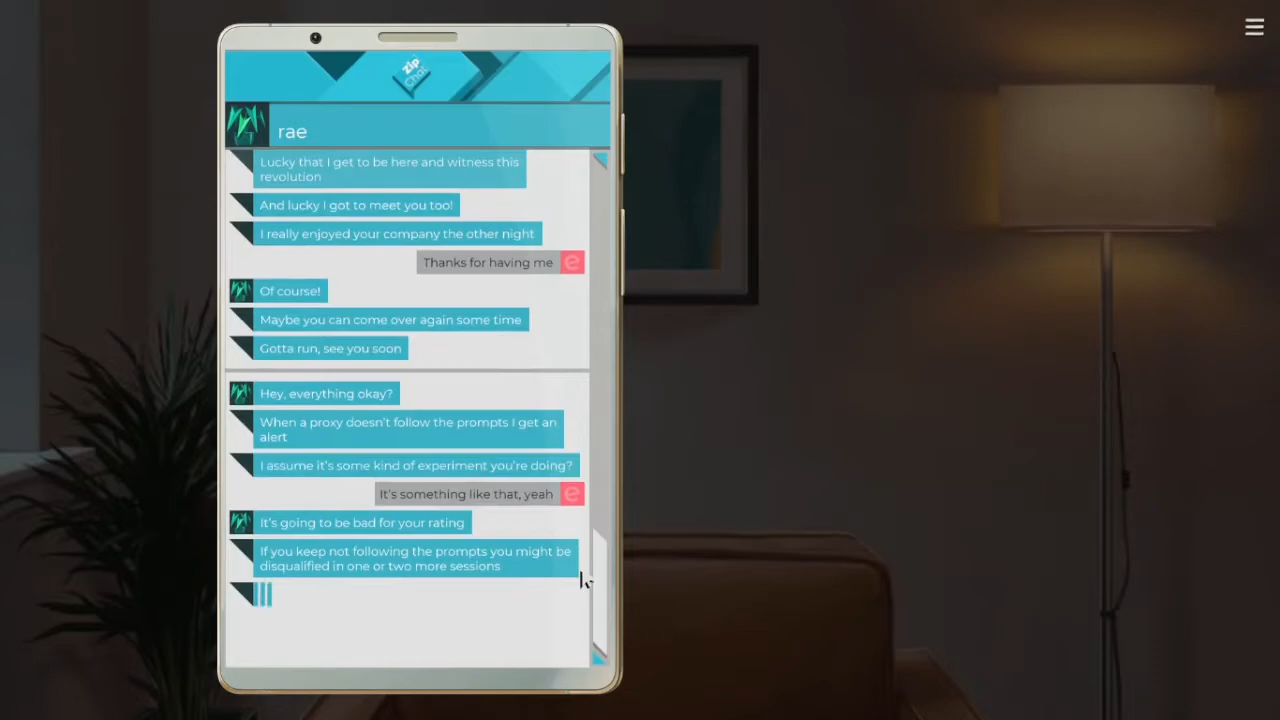 zip
Chat
rae
Lucky that I get to be here and witness this
revolution
And lucky I got to meet you too!
I really enjoyed your company the other night
Thanks for having me
e
Of course!
Maybe you can come over again some time
Gotta run, see you soon
Hey, everything okay?
When a proxy doesn't follow the prompts I get an
alert
I assume it's some kind of experiment you're doing?
It's something like that, yeah
e
It's going to be bad for your rating
If you keep not following the prompts you might be
disqualified in one or two more sessions